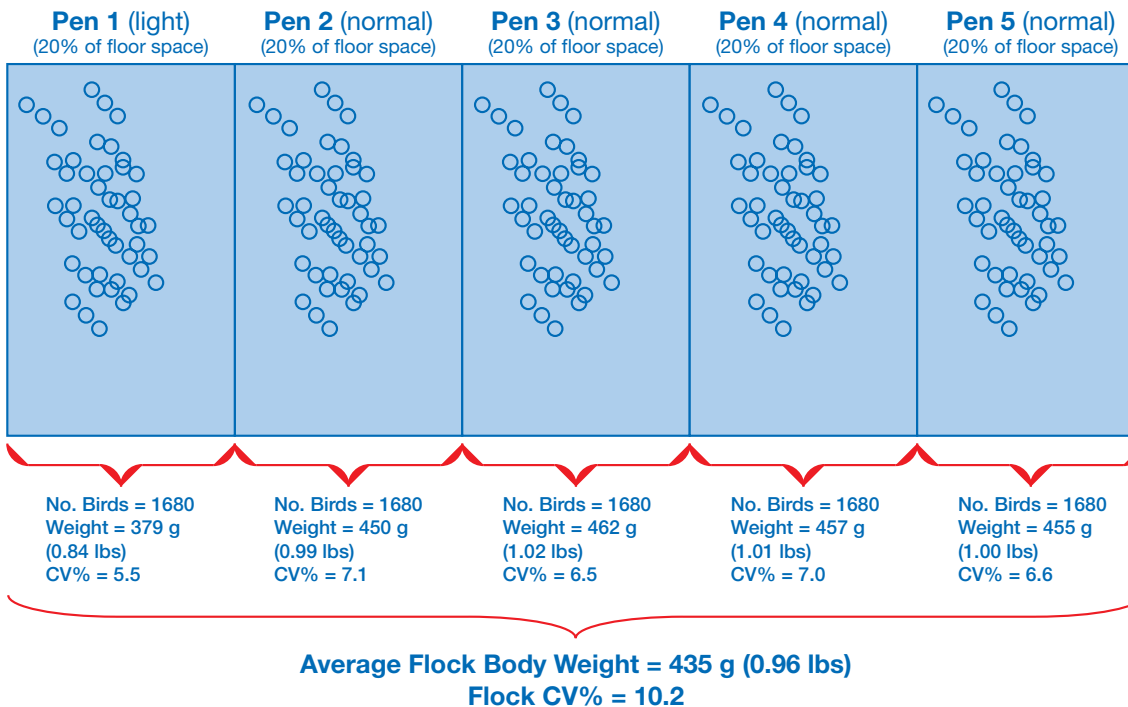 Pen 1 (light)
(20% of floor space)
Pen 2 (normal)
(20% of floor space)
Pen 3 (normal)
(20% of floor space)
Pen 4 (normal)
(20% of floor space)
Pen 5 (normal)
(20% of floor space)
No. Birds = 1680
Weight = 379 g
(0.84 lbs)
CV% = 5.5
No. Birds = 1680
Weight = 450 g
(0.99 lbs)
CV% = 7.1
No. Birds = 1680
Weight = 462 g
(1.02 lbs)
CV% = 6.5
No. Birds = 1680
Weight = 457 g
(1.01 lbs)
CV% = 7.0
No. Birds = 1680
Weight = 455 g
(1.00 lbs)
CV% = 6.6
Average Flock Body Weight = 435 g (0.96 lbs)
Flock CV% = 10.2